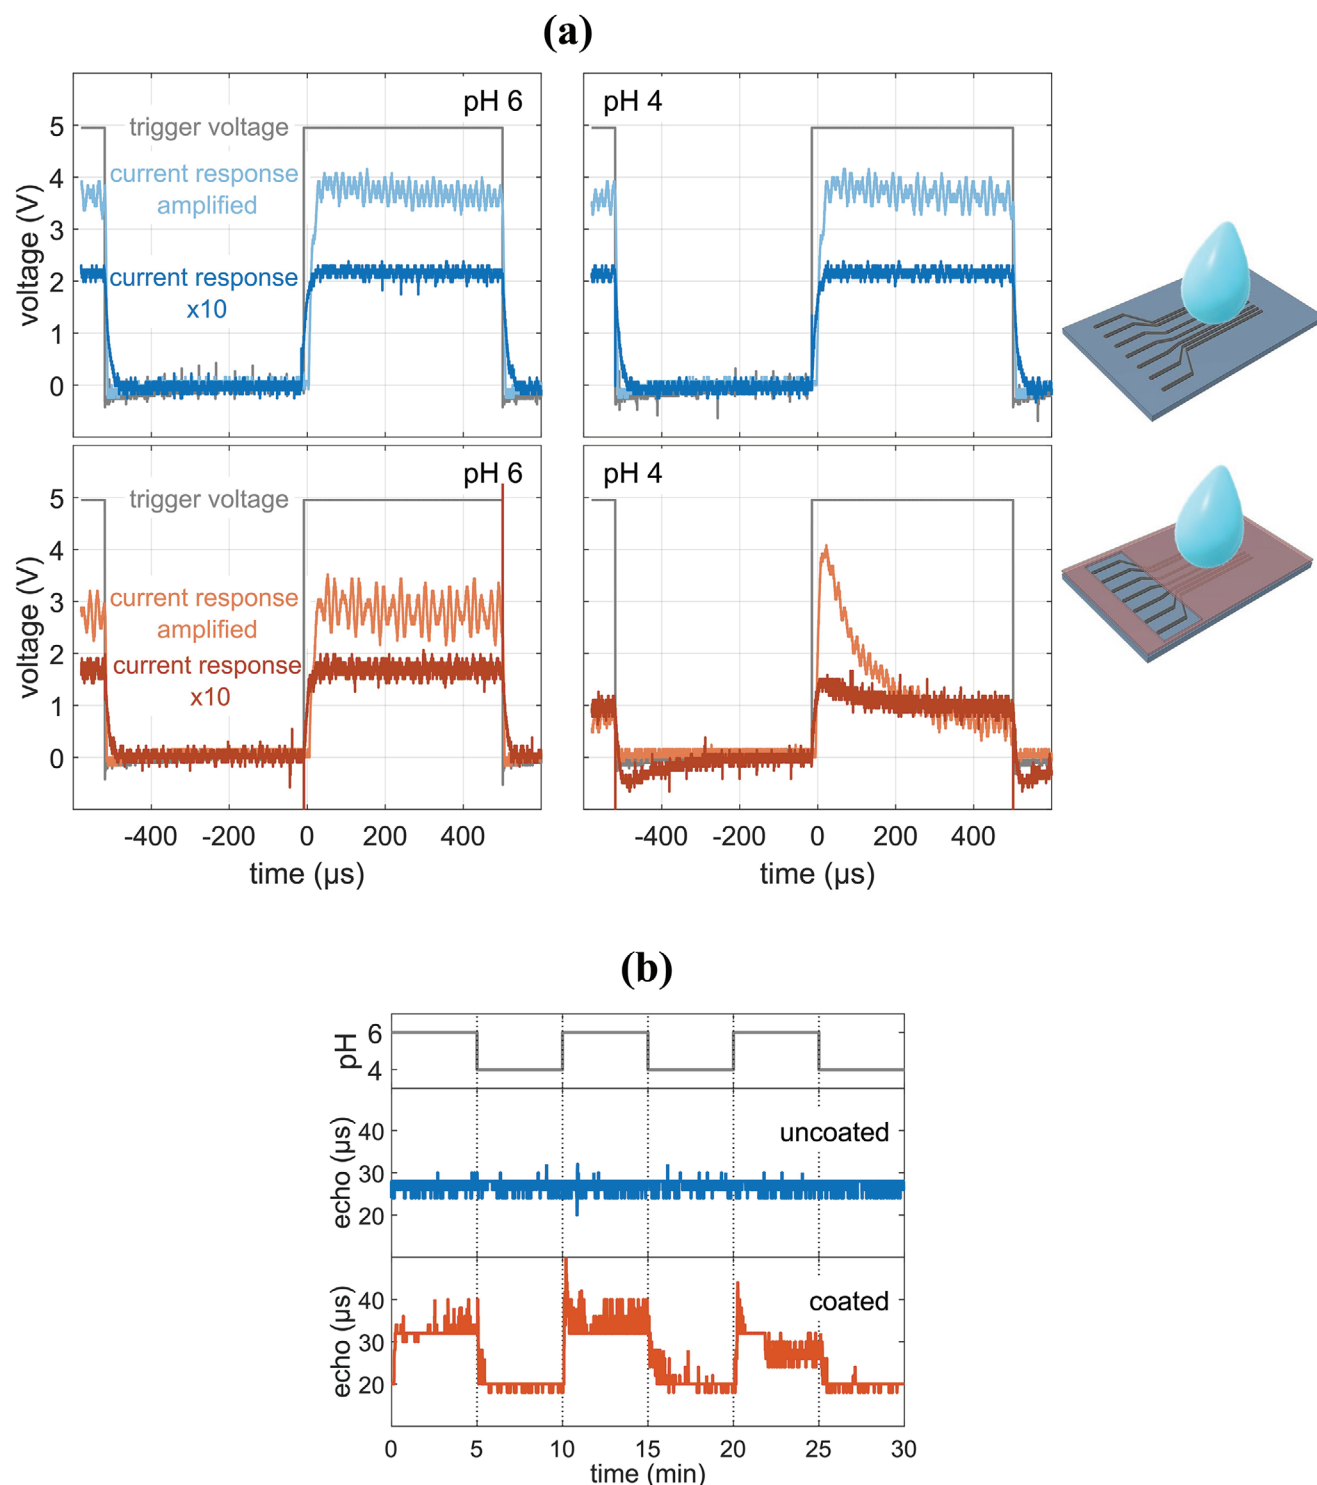 (a)
pH 6
trigger voltage
current response
amplified
current response
x10
voltage (V)
5
4
3
2
1
0
pH 4
pH 6
trigger voltage
current response
amplified
current response
x10
voltage (V)
5
4
3
2
1
0
-400 -200 0 200 400
time (µs)
pH 4
-400 -200 0 200 400
time (µs)
(b)
pH
6
4
echo (µs)
40
30
20
uncoated
echo (µs)
40
30
20
coated
0 5 10 15 20 25 30
time (min)